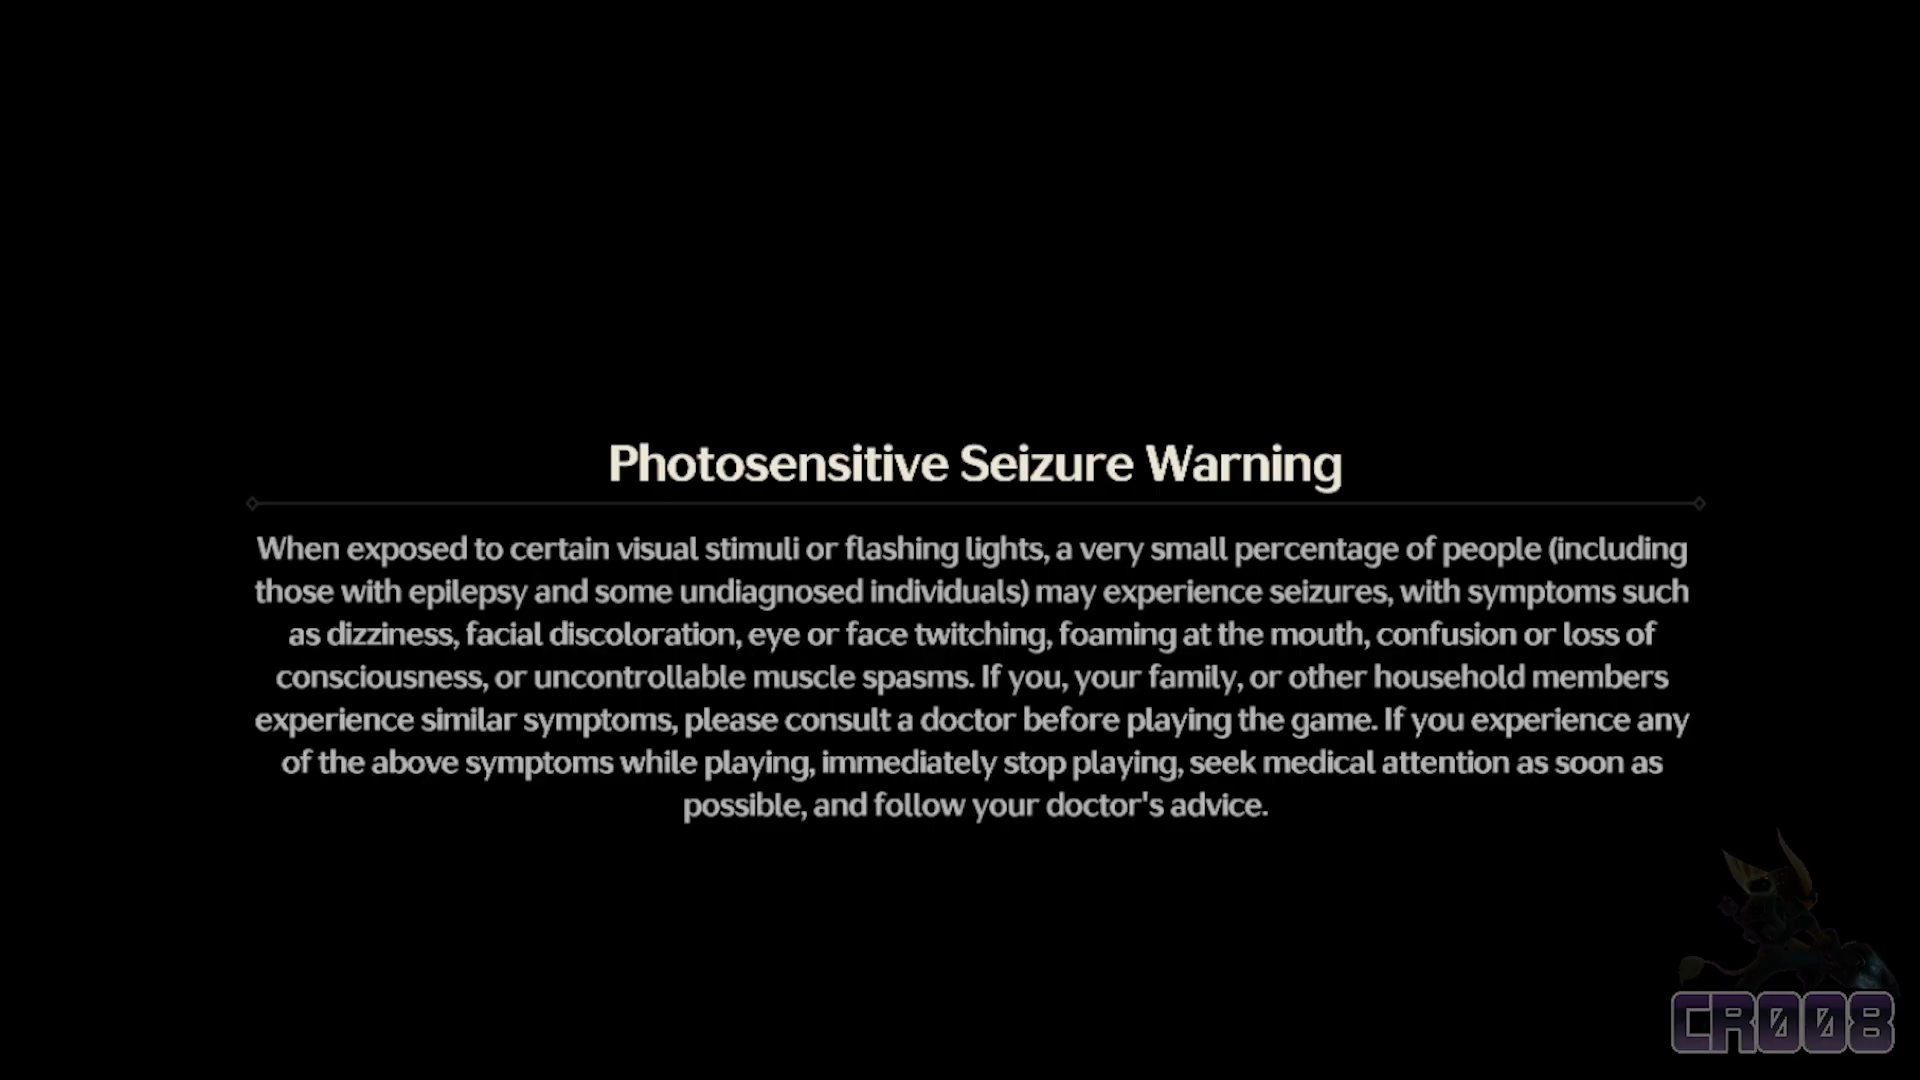 Photosensitive Seizure Warning
When exposed to certain visual stimuli or flashing lights, a very small percentage of people (including
those with epilepsy and some undiagnosed individuals) may experience seizures, with symptoms such
as dizziness, facial discoloration, eye or face twitching, foaming at the mouth, confusion or loss of
consciousness, or uncontrollable muscle spasms. If you, your family, or other household members
experience similar symptoms, please consult a doctor before playing the game. If you experience any
of the above symptoms while playing, immediately stop playing, seek medical attention as soon as
possible, and follow your doctor's advice.
CR008